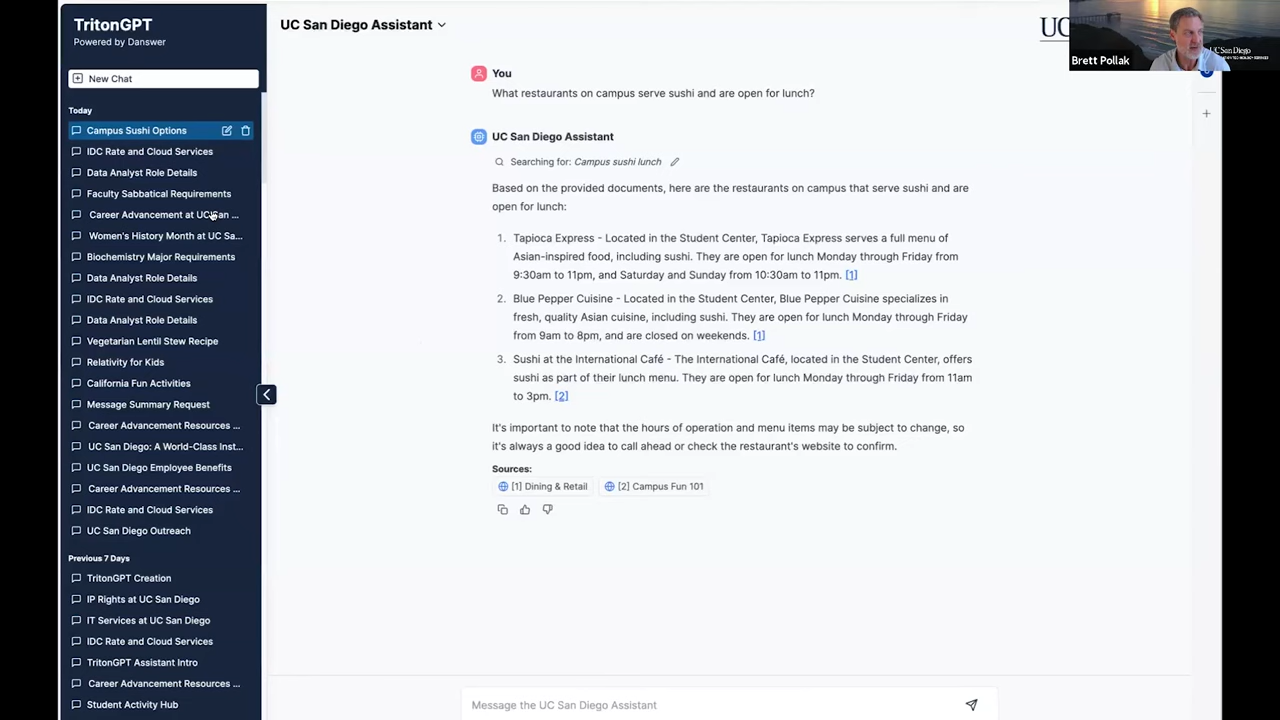 TritonGPT
Powered by Danswer
New Chat
Today
Campus Sushi Options
IDC Rate and Cloud Services
Data Analyst Role Details
Faculty Sabbatical Requirements
Career Advancement at UC San ...
Women's History Month at UC Sa...
Biochemistry Major Requirements
Data Analyst Role Details
IDC Rate and Cloud Services
Data Analyst Role Details
Vegetarian Lentil Stew Recipe
Relativity for Kids
California Fun Activities
Message Summary Request
Career Advancement Resources ...
UC San Diego: A World-Class Inst...
UC San Diego Employee Benefits
Career Advancement Resources ...
IDC Rate and Cloud Services
UC San Diego Outreach
Previous 7 Days
TritonGPT Creation
IP Rights at UC San Diego
IT Services at UC San Diego
IDC Rate and Cloud Services
TritonGPT Assistant Intro
Career Advancement Resources ...
Student Activity Hub
UC San Diego Assistant
You
What restaurants on campus serve sushi and are open for lunch?
UC San Diego Assistant
Searching for: Campus sushi lunch
Based on the provided documents, here are the restaurants on campus that serve sushi and are
open for lunch:
1. Tapioca Express - Located in the Student Center, Tapioca Express serves a full menu of
Asian-inspired food, including sushi. They are open for lunch Monday through Friday from
9:30am to 11pm, and Saturday and Sunday from 10:30am to 11pm. [1]
2. Blue Pepper Cuisine - Located in the Student Center, Blue Pepper Cuisine specializes in
fresh, quality Asian cuisine, including sushi. They are open for lunch Monday through Friday
from 9am to 8pm, and are closed on weekends. [1]
3. Sushi at the International Café - The International Café, located in the Student Center, offers
sushi as part of their lunch menu. They are open for lunch Monday through Friday from 11am
to 3pm. [2]
It's important to note that the hours of operation and menu items may be subject to change, so
it's always a good idea to call ahead or check the restaurant's website to confirm.
Sources:
[1] Dining & Retail
[2] Campus Fun 101
Message the UC San Diego Assistant
UC
Brett Pollak
UC San Diego